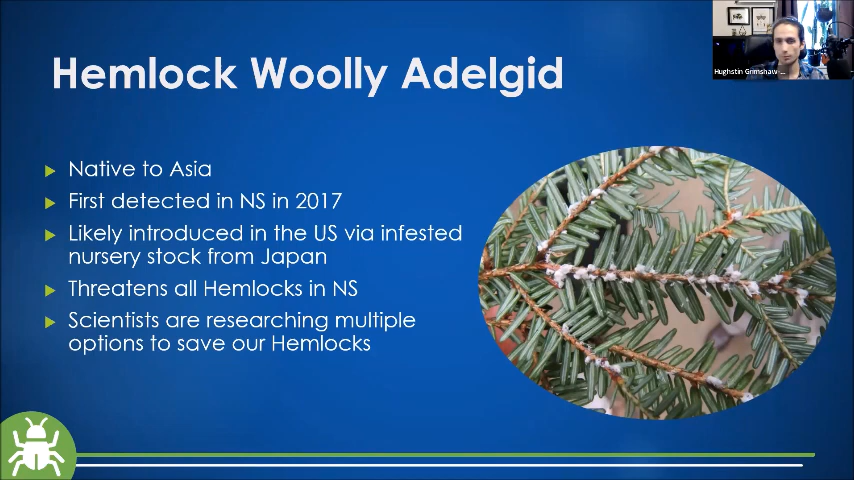 Hughstin Grimshaw-...
Hemlock Woolly Adelgid
Native to Asia
First detected in NS in 2017
Likely introduced in the US via infested
nursery stock from Japan
Threatens all Hemlocks in NS
Scientists are researching multiple
options to save our Hemlocks